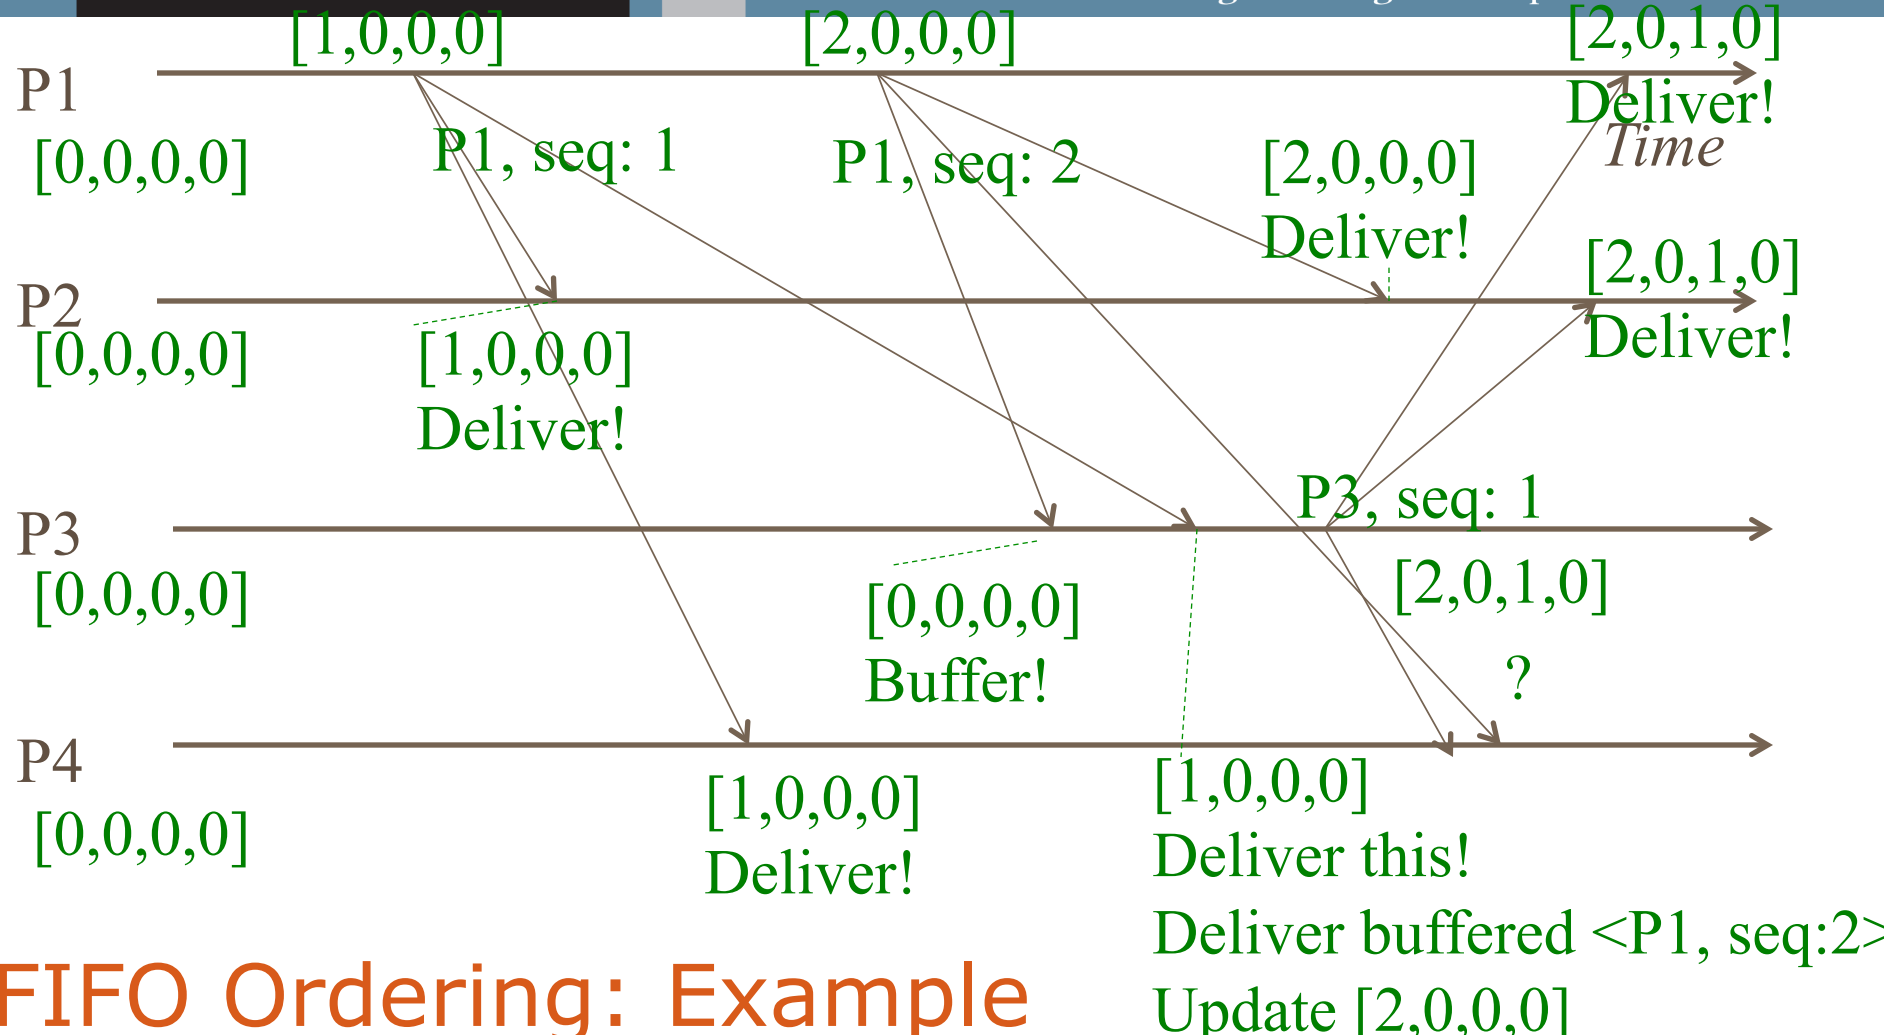 [1,0,0,0]
[2,0,0,0]
[2,0,1,0]
Deliver!
P1
Time
[0,0,0,0]
P1, seq: 1
P1, seq: 2
[2,0,0,0]
Deliver!
[2,0,1,0]
Deliver!
P2
[0,0,0,0]
[1,0,0,0]
Deliver!
P3, seq: 1
P3
[0,0,0,0]
[0,0,0,0]
Buffer!
[2,0,1,0]
?
P4
[0,0,0,0]
[1,0,0,0]
Deliver!
[1,0,0,0]
Deliver this!
Deliver buffered <P1, seq:2>
Update [2,0,0,0]
FIFO Ordering: Example